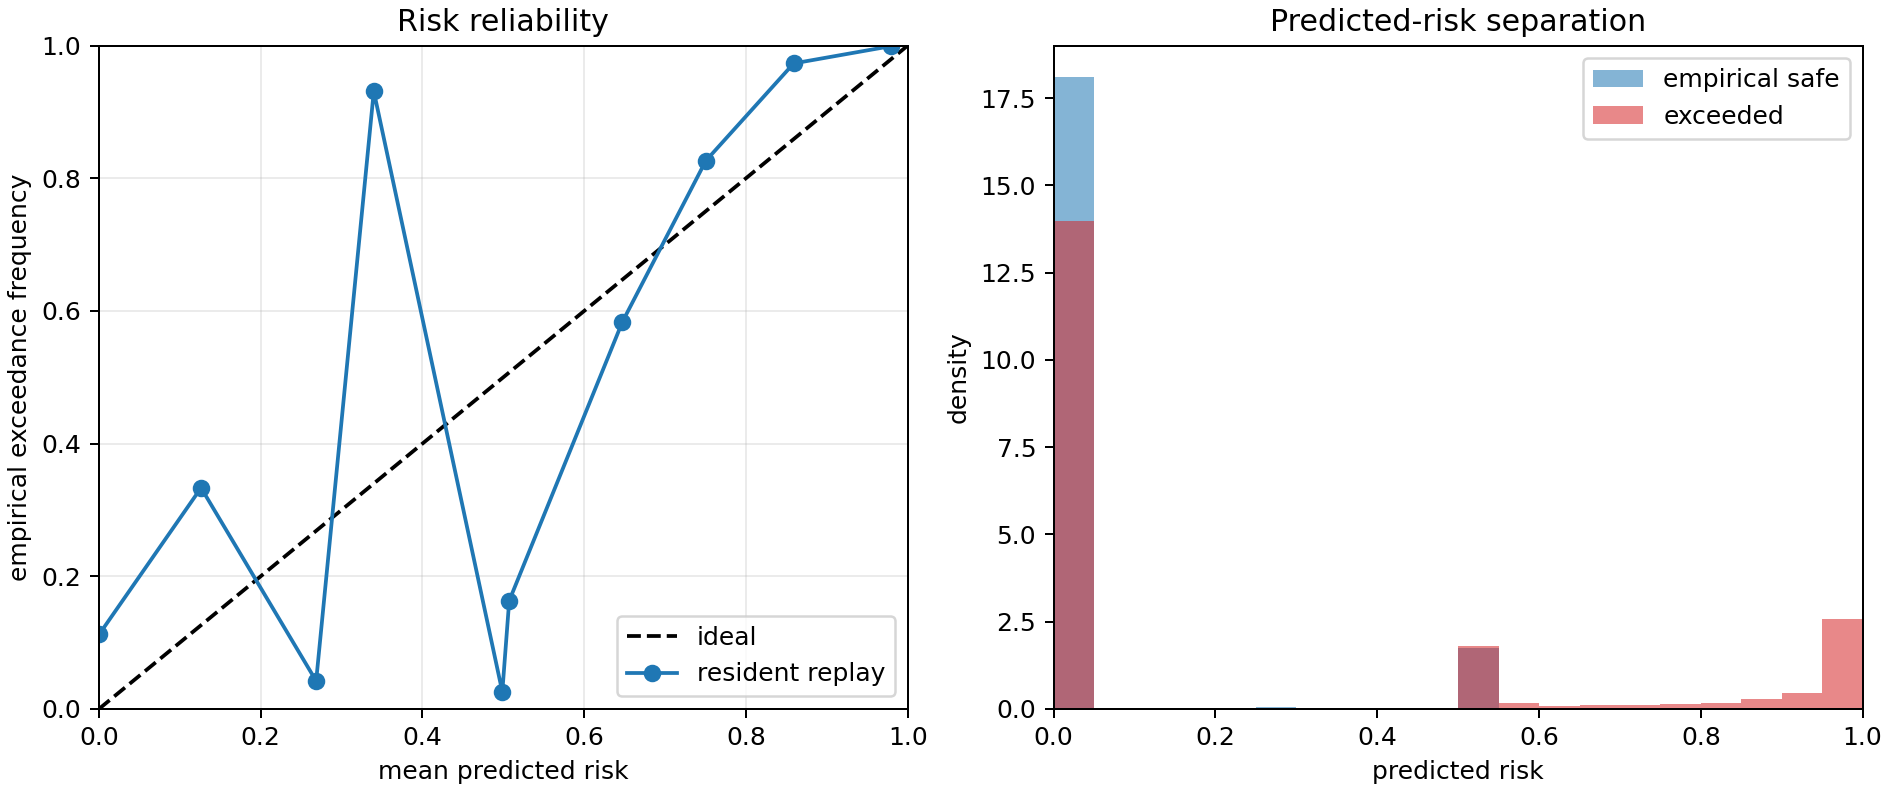 Risk reliability
empirical exceedance frequency
1.0
0.8
0.6
0.4
0.2
0.0
0.0 0.2 0.4 0.6 0.8 1.0
mean predicted risk
ideal
resident replay
Predicted-risk separation
density
17.5
15.0
12.5
10.0
7.5
5.0
2.5
0.0
0.0 0.2 0.4 0.6 0.8 1.0
predicted risk
empirical safe
exceeded